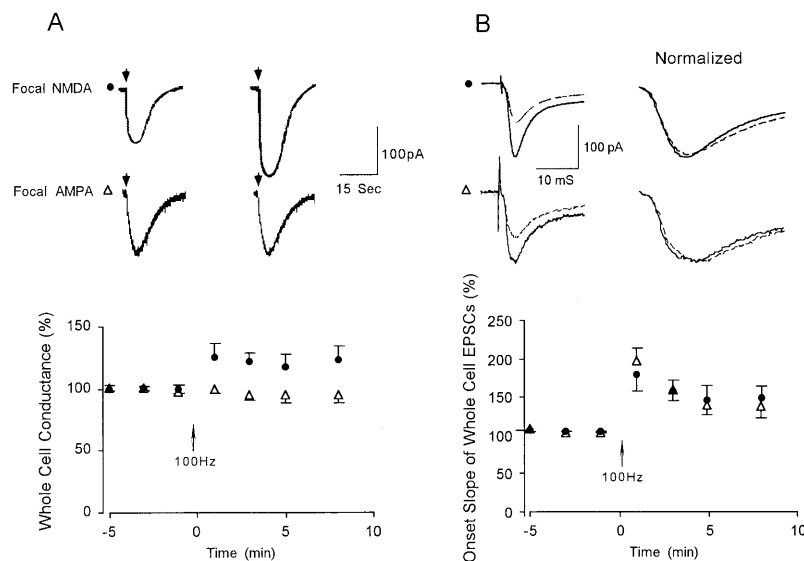 A
Focal NMDA
Focal AMPA
100pA
15 Sec
Whole Cell Conductance (%)
150
100
50
0
100Hz
-5
0
5
10
Time (min)
B
Normalized
100 pA
10 mS
Onset Slope of Whole Cell EPSCs (%)
250
200
150
100
50
0
100Hz
-5
0
5
10
Time (min)